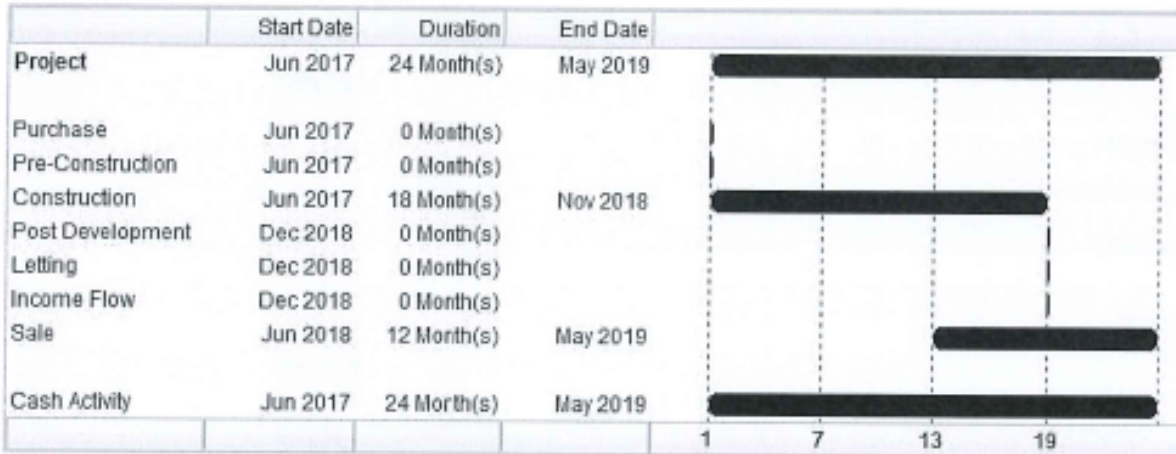 Start Date Duration End Date
Project Jun 2017 24 Month(s) May 2019
Purchase Jun 2017 0 Month(s)
Pre-Construction Jun 2017 0 Month(s)
Construction Jun 2017 18 Month(s) Nov 2018
Post Development Dec 2018 0 Month(s)
Letting Dec 2018 0 Month(s)
Income Flow Dec 2018 0 Month(s)
Sale Jun 2018 12 Month(s) May 2019
Cash Activity Jun 2017 24 Month(s) May 2019
1 7 13 19